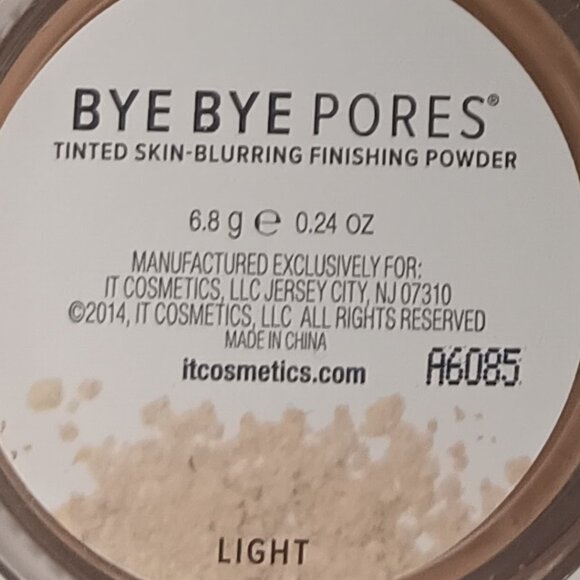 BYE BYE PORES®
TINTED SKIN-BLURRING FINISHING POWDER
6.8 g ℮ 0.24 OZ
MANUFACTURED EXCLUSIVELY FOR:
IT COSMETICS, LLC JERSEY CITY, NJ 07310
©2014, IT COSMETICS, LLC ALL RIGHTS RESERVED
MADE IN CHINA
itcosmetics.com
A6085
LIGHT